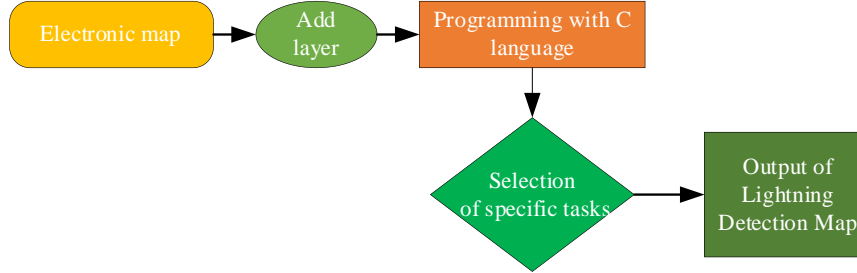 Electronic map
Add
layer
Programming with C
language
Selection
of specific tasks
Output of
Lightning
Detection Map